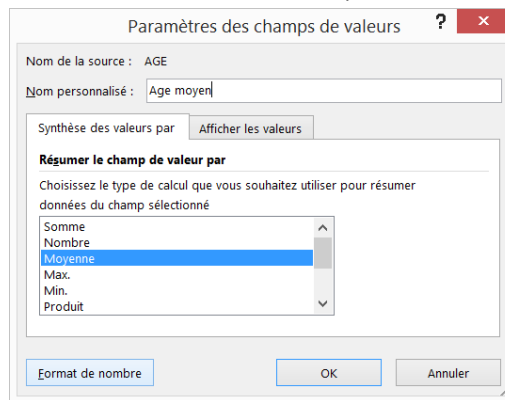 Paramètres des champs de valeurs ? ×
Nom de la source : AGE
Nom personnalisé : Age moyen
Synthèse des valeurs par Afficher les valeurs
Résumer le champ de valeur par
Choisissez le type de calcul que vous souhaitez utiliser pour résumer
données du champ sélectionné
Somme
Nombre
Moyenne
Max.
Min.
Produit
Format de nombre OK Annuler